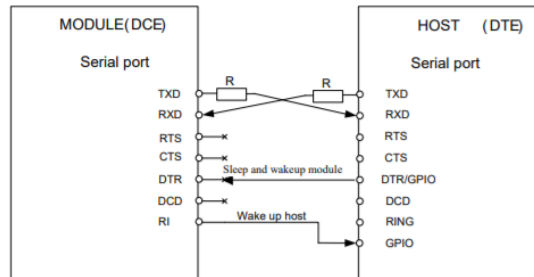 MODULE(DCE)
HOST (DTE)
Serial port
Serial port
R
R
TXD
TXD
RXD
RXD
RTS
RTS
CTS
CTS
DTR
Sleep and wakeup module
DTR/GPIO
DCD
DCD
RI
Wake up host
RING
GPIO